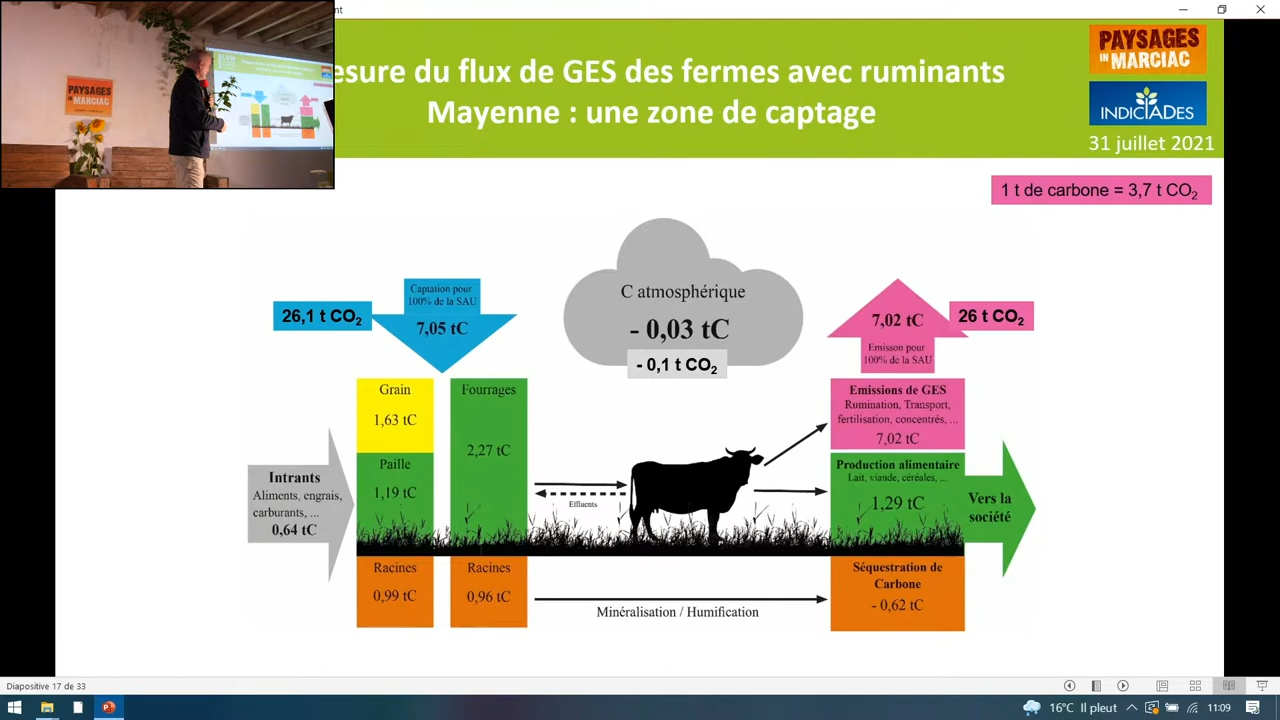 nt
esure du flux de GES des fermes avec ruminants
Mayenne : une zone de captage
PAYSAGES
IN MARCIAC
INDICIADES
31 juillet 2021
PAYSAGES
IN MARCIAC
1 t de carbone = 3,7 t CO₂
Captation pour
100% de la SAU
7,05 tC
26,1 t CO₂
C atmosphérique
- 0,03 tC
- 0,1 t CO₂
7,02 tC
Emisson pour
100% de la SAU
26 t CO₂
Grain
1,63 tC
Paille
1,19 tC
Racines
0,99 tC
Fourrages
2,27 tC
Racines
0,96 tC
Intrants
Aliments, engrais,
carburants, ...
0,64 tC
Effluents
Minéralisation / Humification
Emissions de GES
Rumination, Transport,
fertilisation, concentrés, ...
7,02 tC
Production alimentaire
Lait, viande, céréales, ...
1,29 tC
Séquestration de
Carbone
- 0,62 tC
Vers la
société
Diapositive 17 de 33
16°C Il pleut
11:09